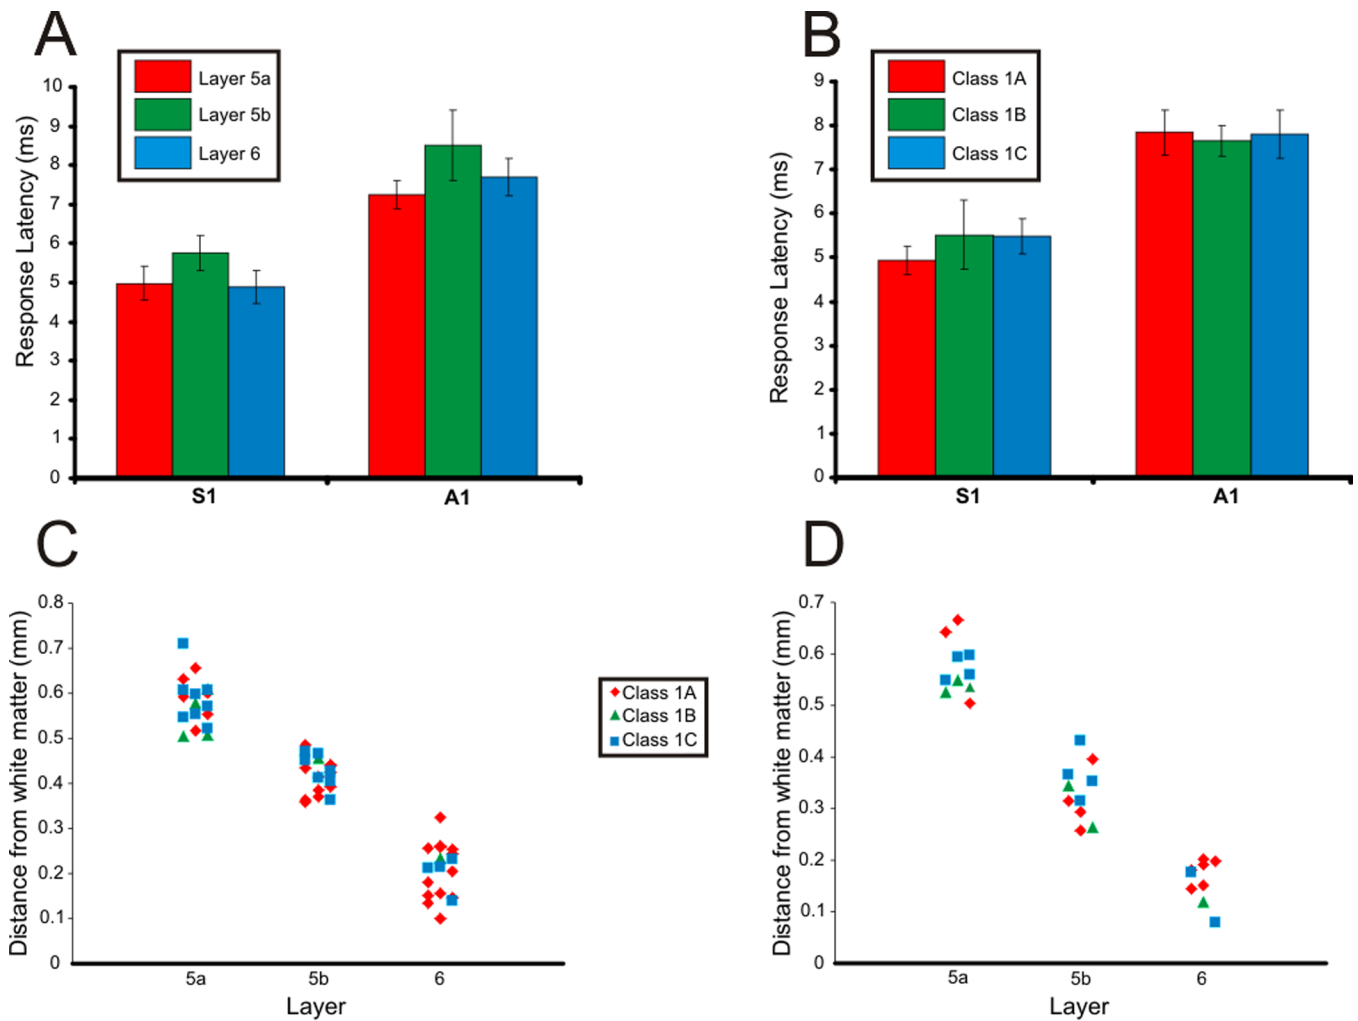 A
Layer 5a
Layer 5b
Layer 6
Response Latency (ms)
10
9
8
7
6
5
4
3
2
1
0
S1
A1
B
Class 1A
Class 1B
Class 1C
Response Latency (ms)
9
8
7
6
5
4
3
2
1
0
S1
A1
C
Distance from white matter (mm)
0.8
0.7
0.6
0.5
0.4
0.3
0.2
0.1
0
5a
5b
6
Layer
Class 1A
Class 1B
Class 1C
D
Distance from white matter (mm)
0.7
0.6
0.5
0.4
0.3
0.2
0.1
0
5a
5b
6
Layer